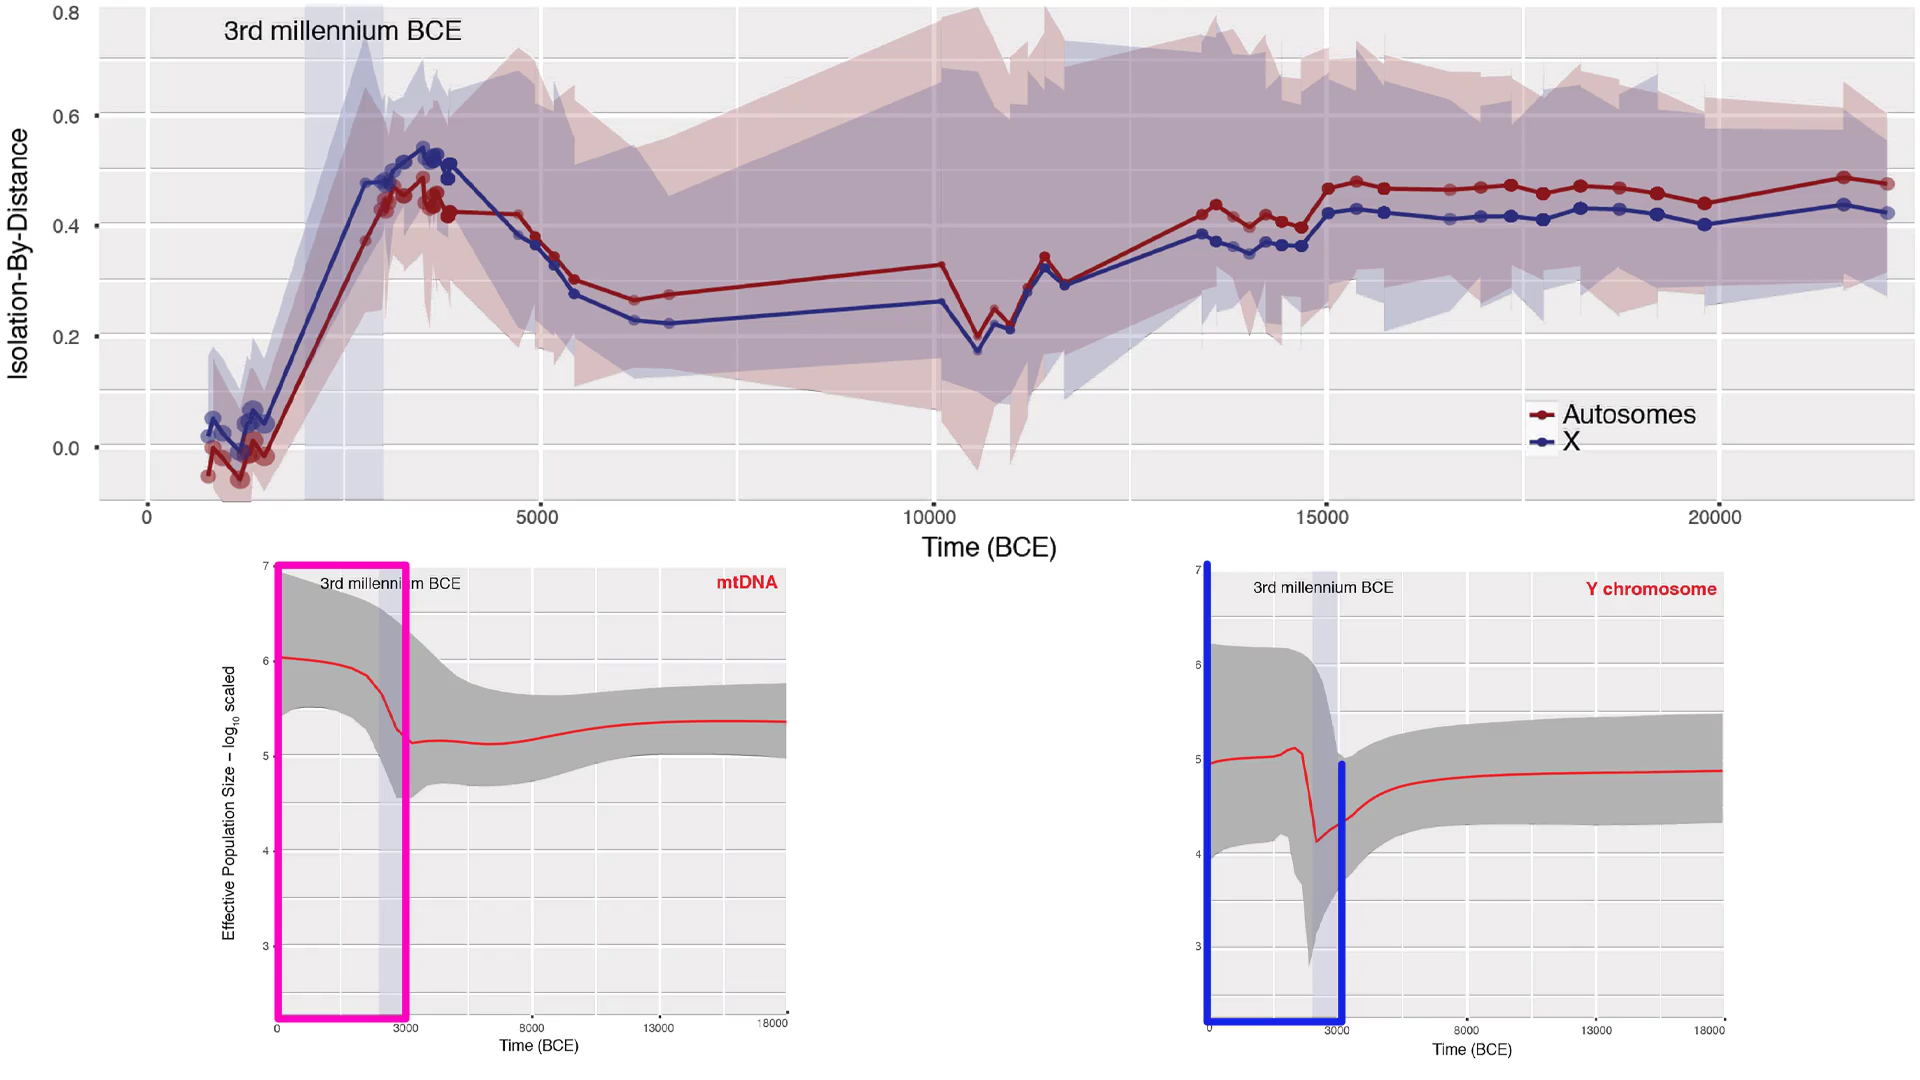 0.8
3rd millennium BCE
0.6
0.4
0.2
0.0
Isolation-By-Distance
Autosomes
X
0
5000
10000
15000
20000
Time (BCE)
7
6
5
4
3
Effective Population Size − log₁₀ scaled
3rd millennium BCE
mtDNA
0
3000
8000
13000
18000
Time (BCE)
7
6
5
4
3
3rd millennium BCE
Y chromosome
0
3000
8000
13000
18000
Time (BCE)